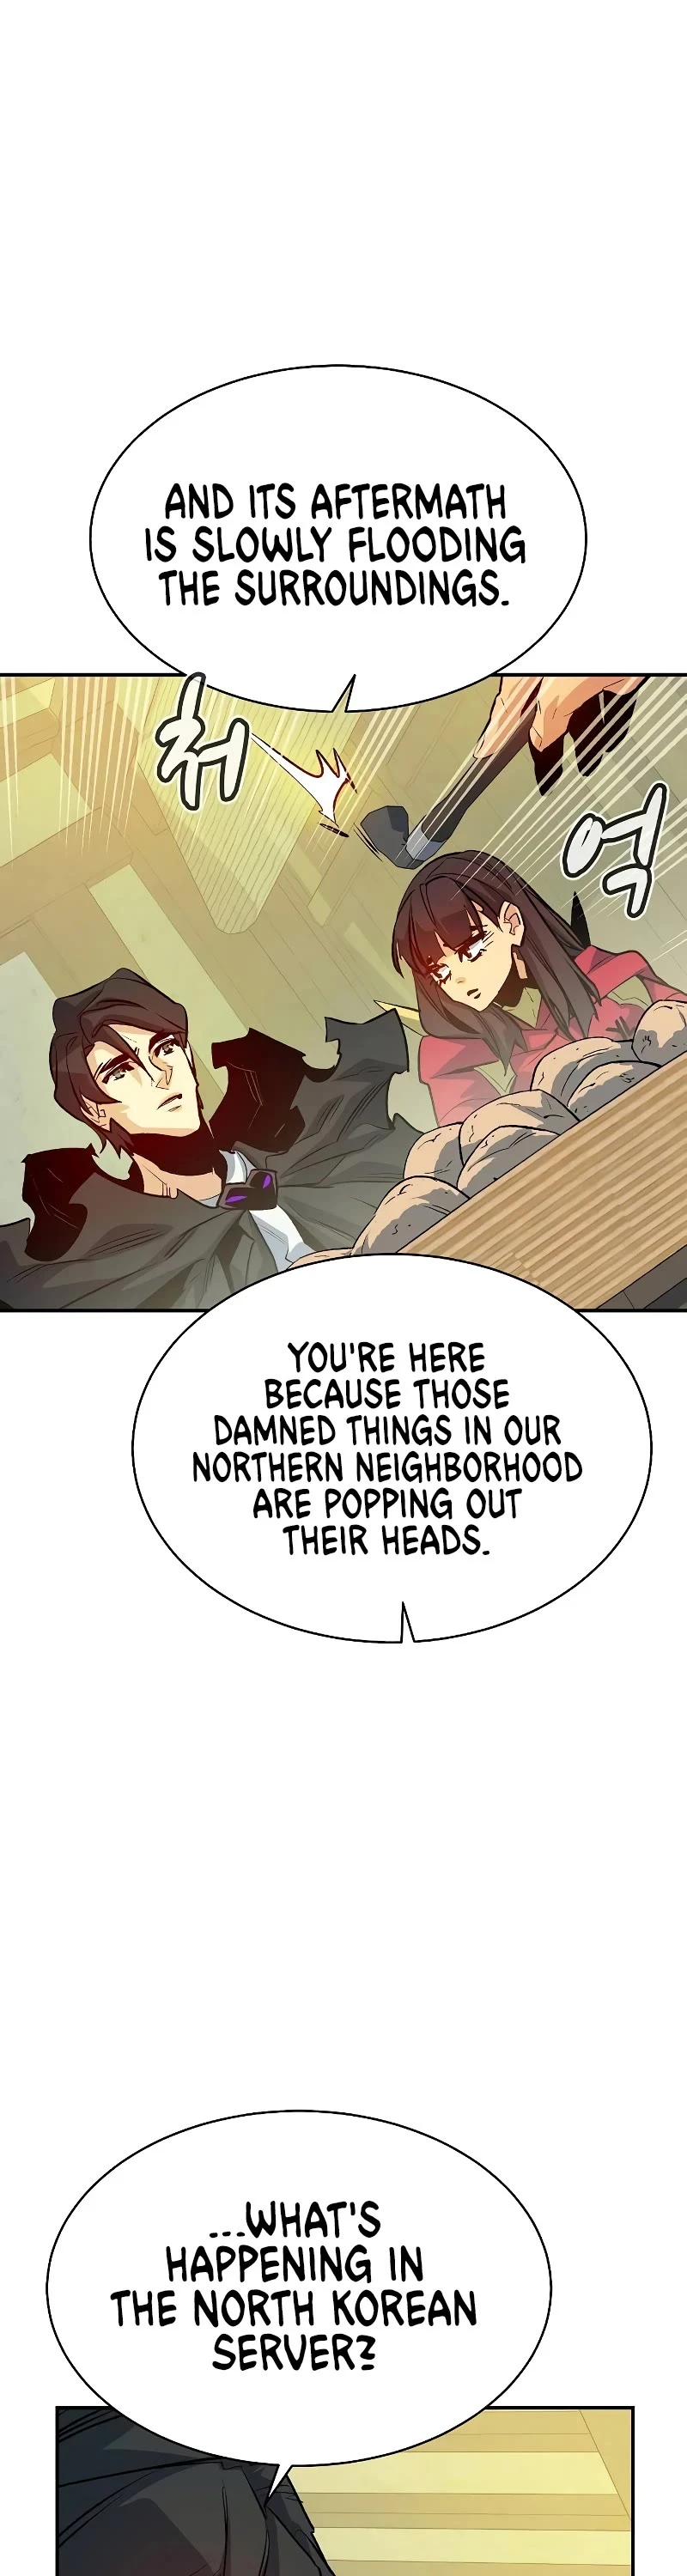 AND ITS AFTERMATH
IS SLOWLY FLOODING
THE SURROUNDINGS.
척
억
YOU'RE HERE
BECAUSE THOSE
DAMNED THINGS IN OUR
NORTHERN NEIGHBORHOOD
ARE POPPING OUT
THEIR HEADS.
...WHAT'S
HAPPENING IN
THE NORTH KOREAN
SERVER?